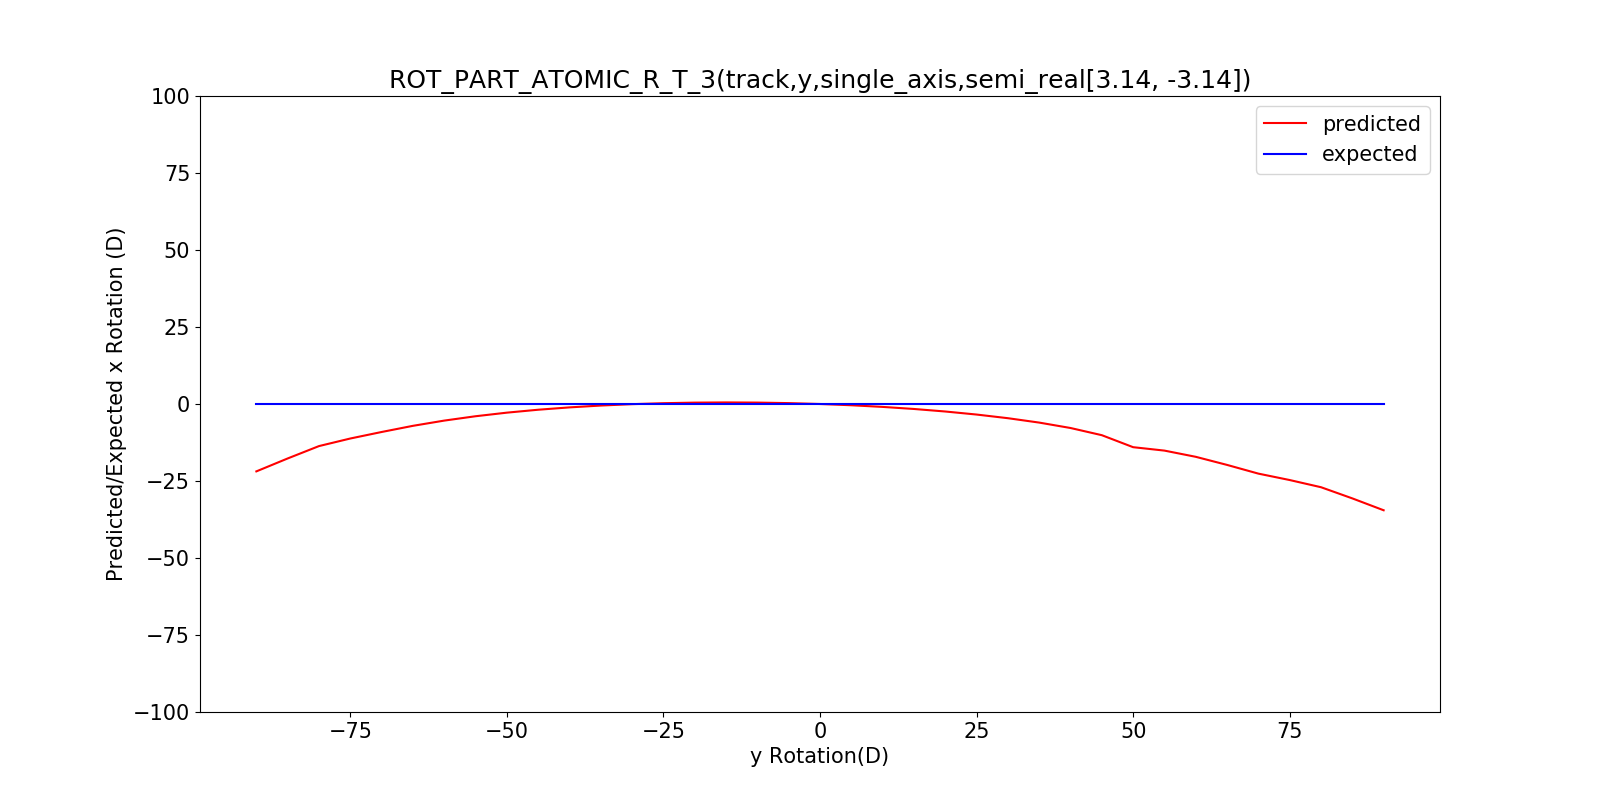 ROT_PART_ATOMIC_R_T_3(track,y,single_axis,semi_real[3.14, -3.14])
predicted
expected
Predicted/Expected x Rotation (D)
100
75
50
25
0
−25
−50
−75
−100
−75 −50 −25 0 25 50 75
y Rotation(D)